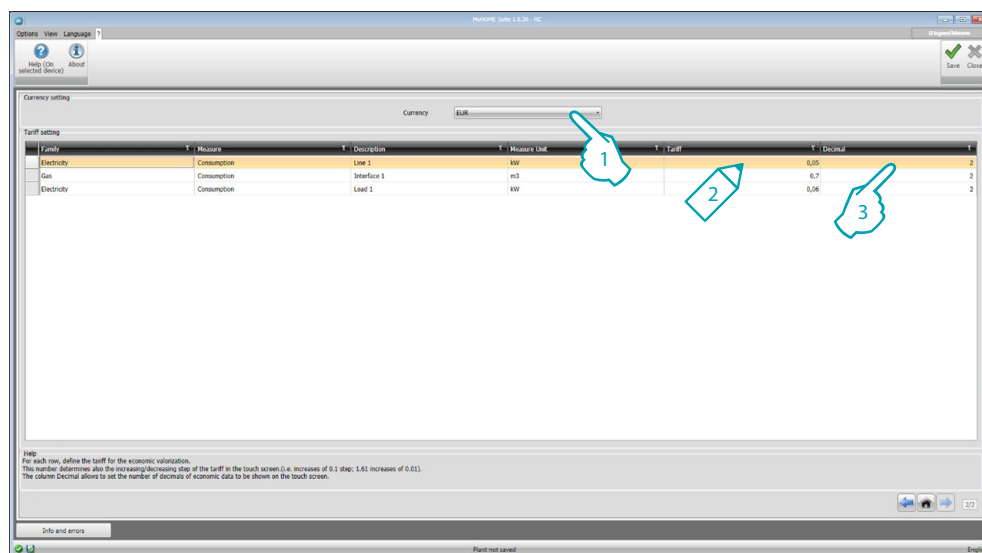 MyHOME Suite 1.0.36 - RC
Options View Language ?
Help (On selected device)
About
Save
Close
Currency setting
Currency EUR
1
Tariff setting
Family Measure Description Measure Unit Tariff Decimal
Electricity Consumption Line 1 kW 0,05 2
Gas Consumption Interface 1 m3 0,7 2
Electricity Consumption Load 1 kW 0,06 2
2
3
Help
For each row, define the tariff for the economic valorization.
This number determines also the increasing/decreasing step of the tariff in the touch screen.(i.e. increases of 0.1 step; 1.61 increases of 0.01).
The column Decimal allows to set the number of decimals of economic data to be shown on the touch screen.
2/2
Info and errors
Plant not saved